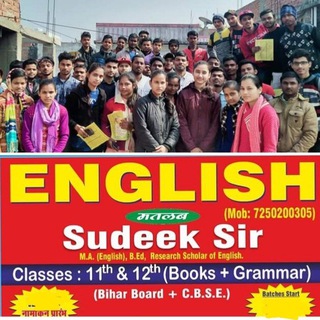 ENGLISH
मतलब
(Mob: 7250200305)
Sudeek Sir
M.A. (English), B.Ed, Research Scholar of English.
Classes : 11th & 12th (Books + Grammar)
(Bihar Board + C.B.S.E.)
Batches Start
नामांकन प्रारंभ